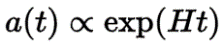 a(t) ∝ exp(Ht)